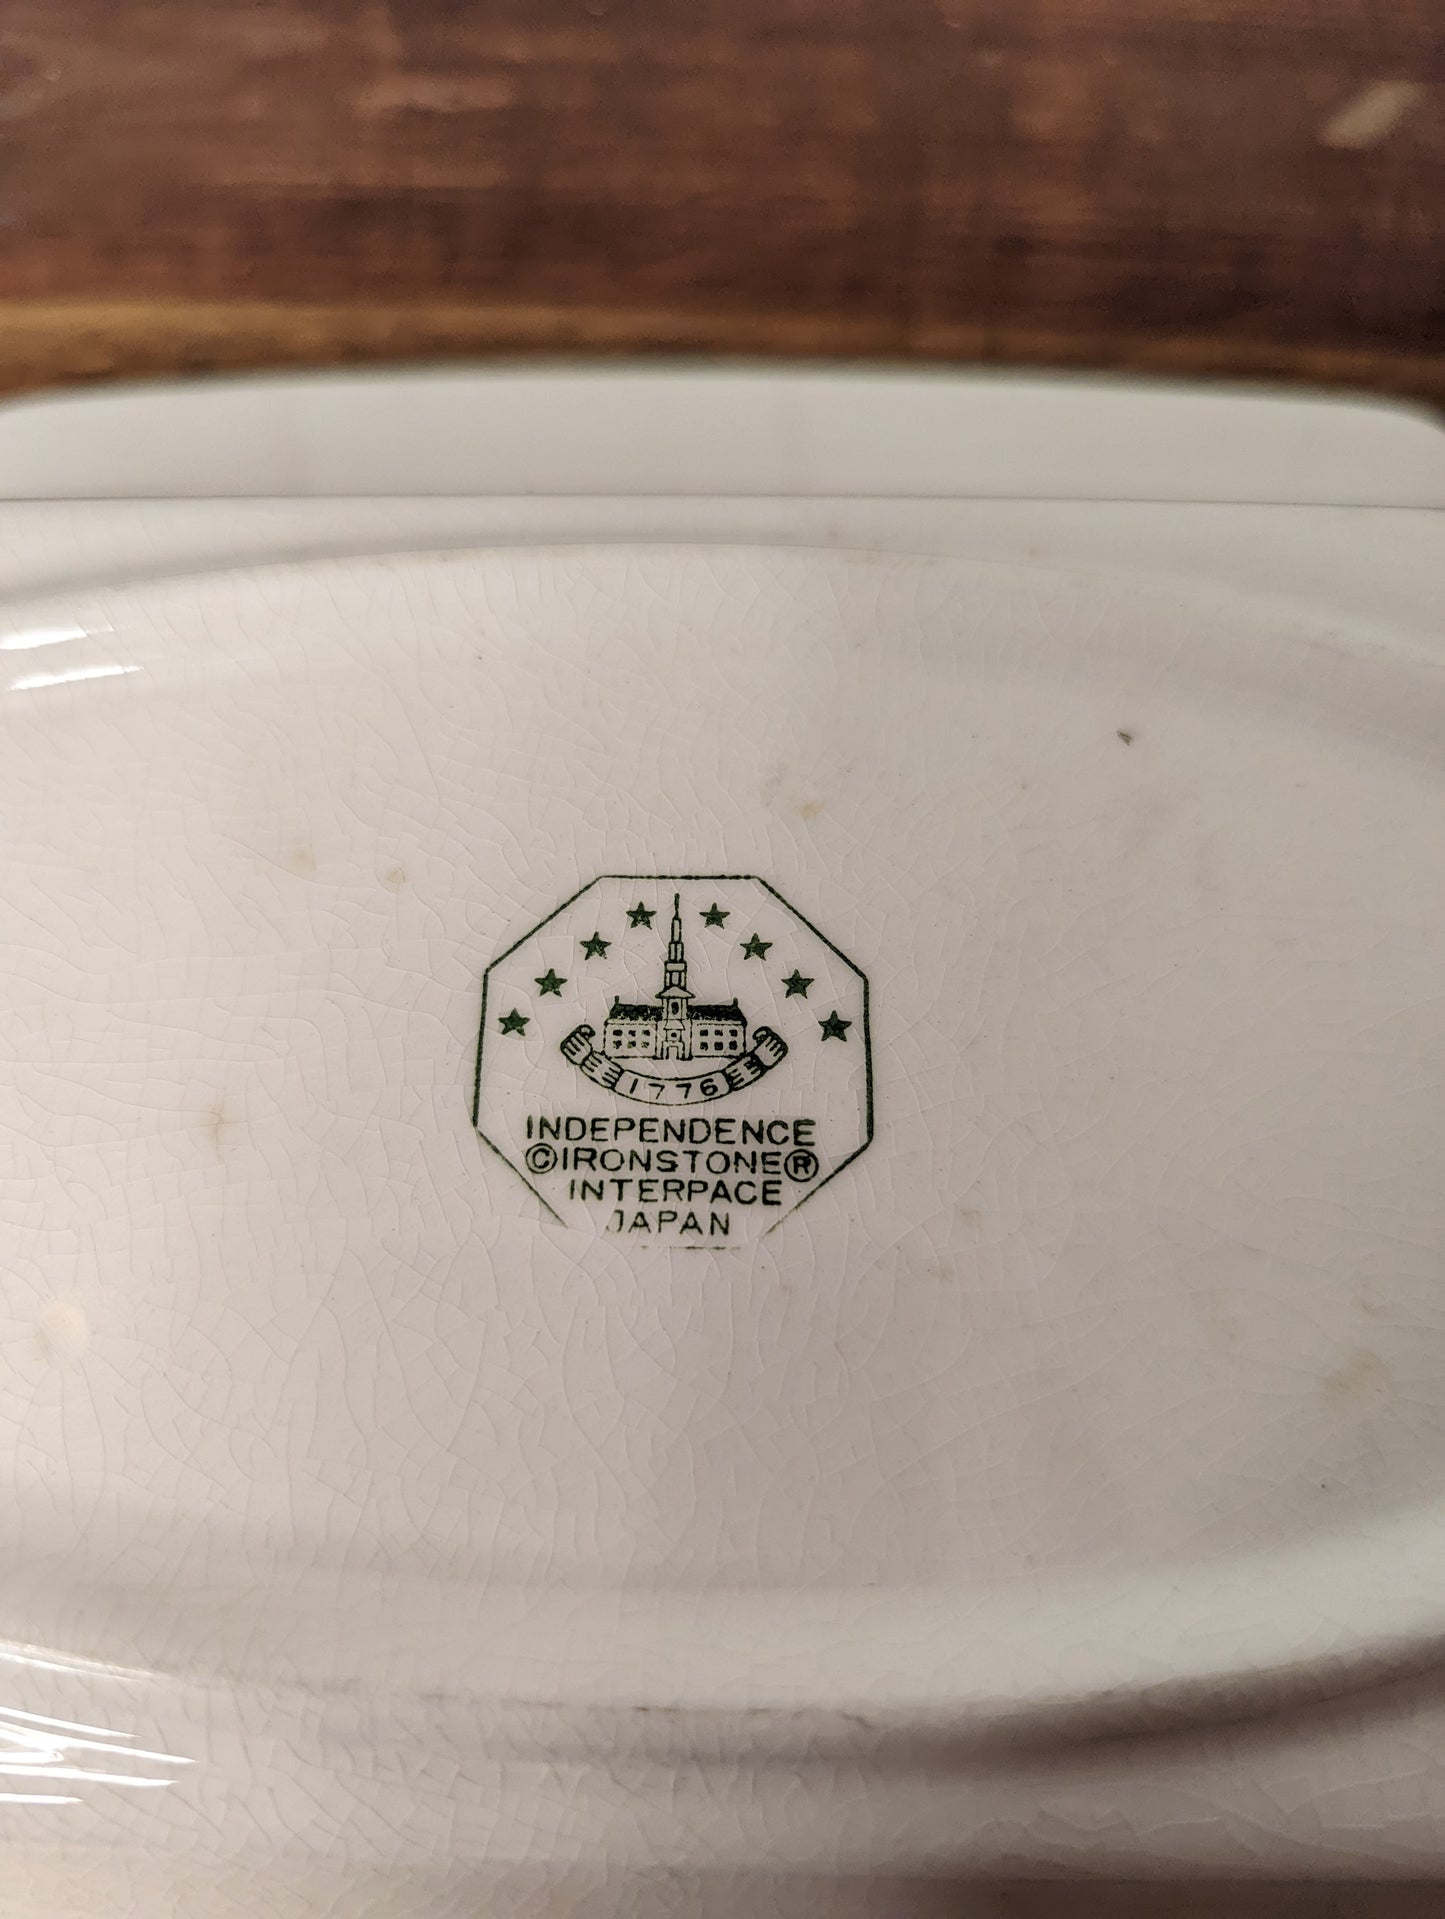 1776
INDEPENDENCE
©IRONSTONE®
INTERPACE
JAPAN